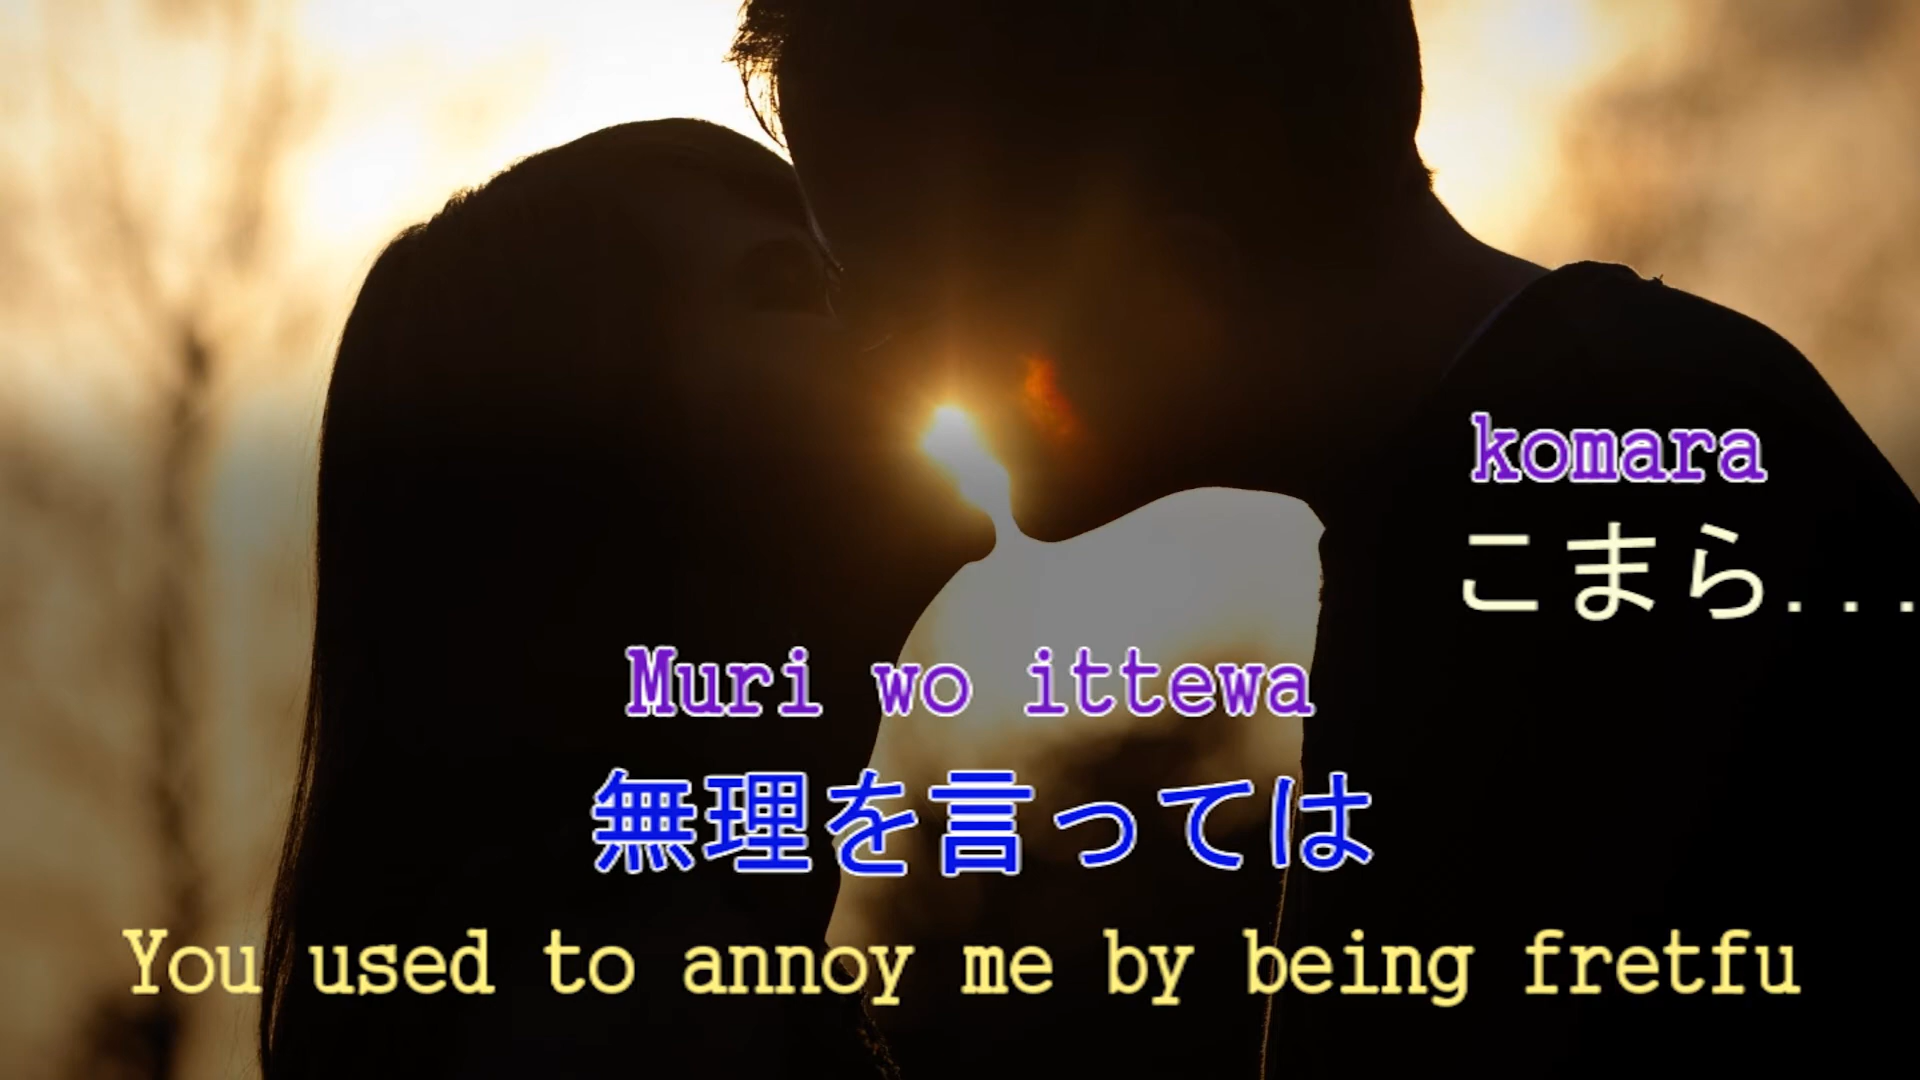 komara
こまら...
Muri wo ittewa
無理を言っては
You used to annoy me by being fretfu